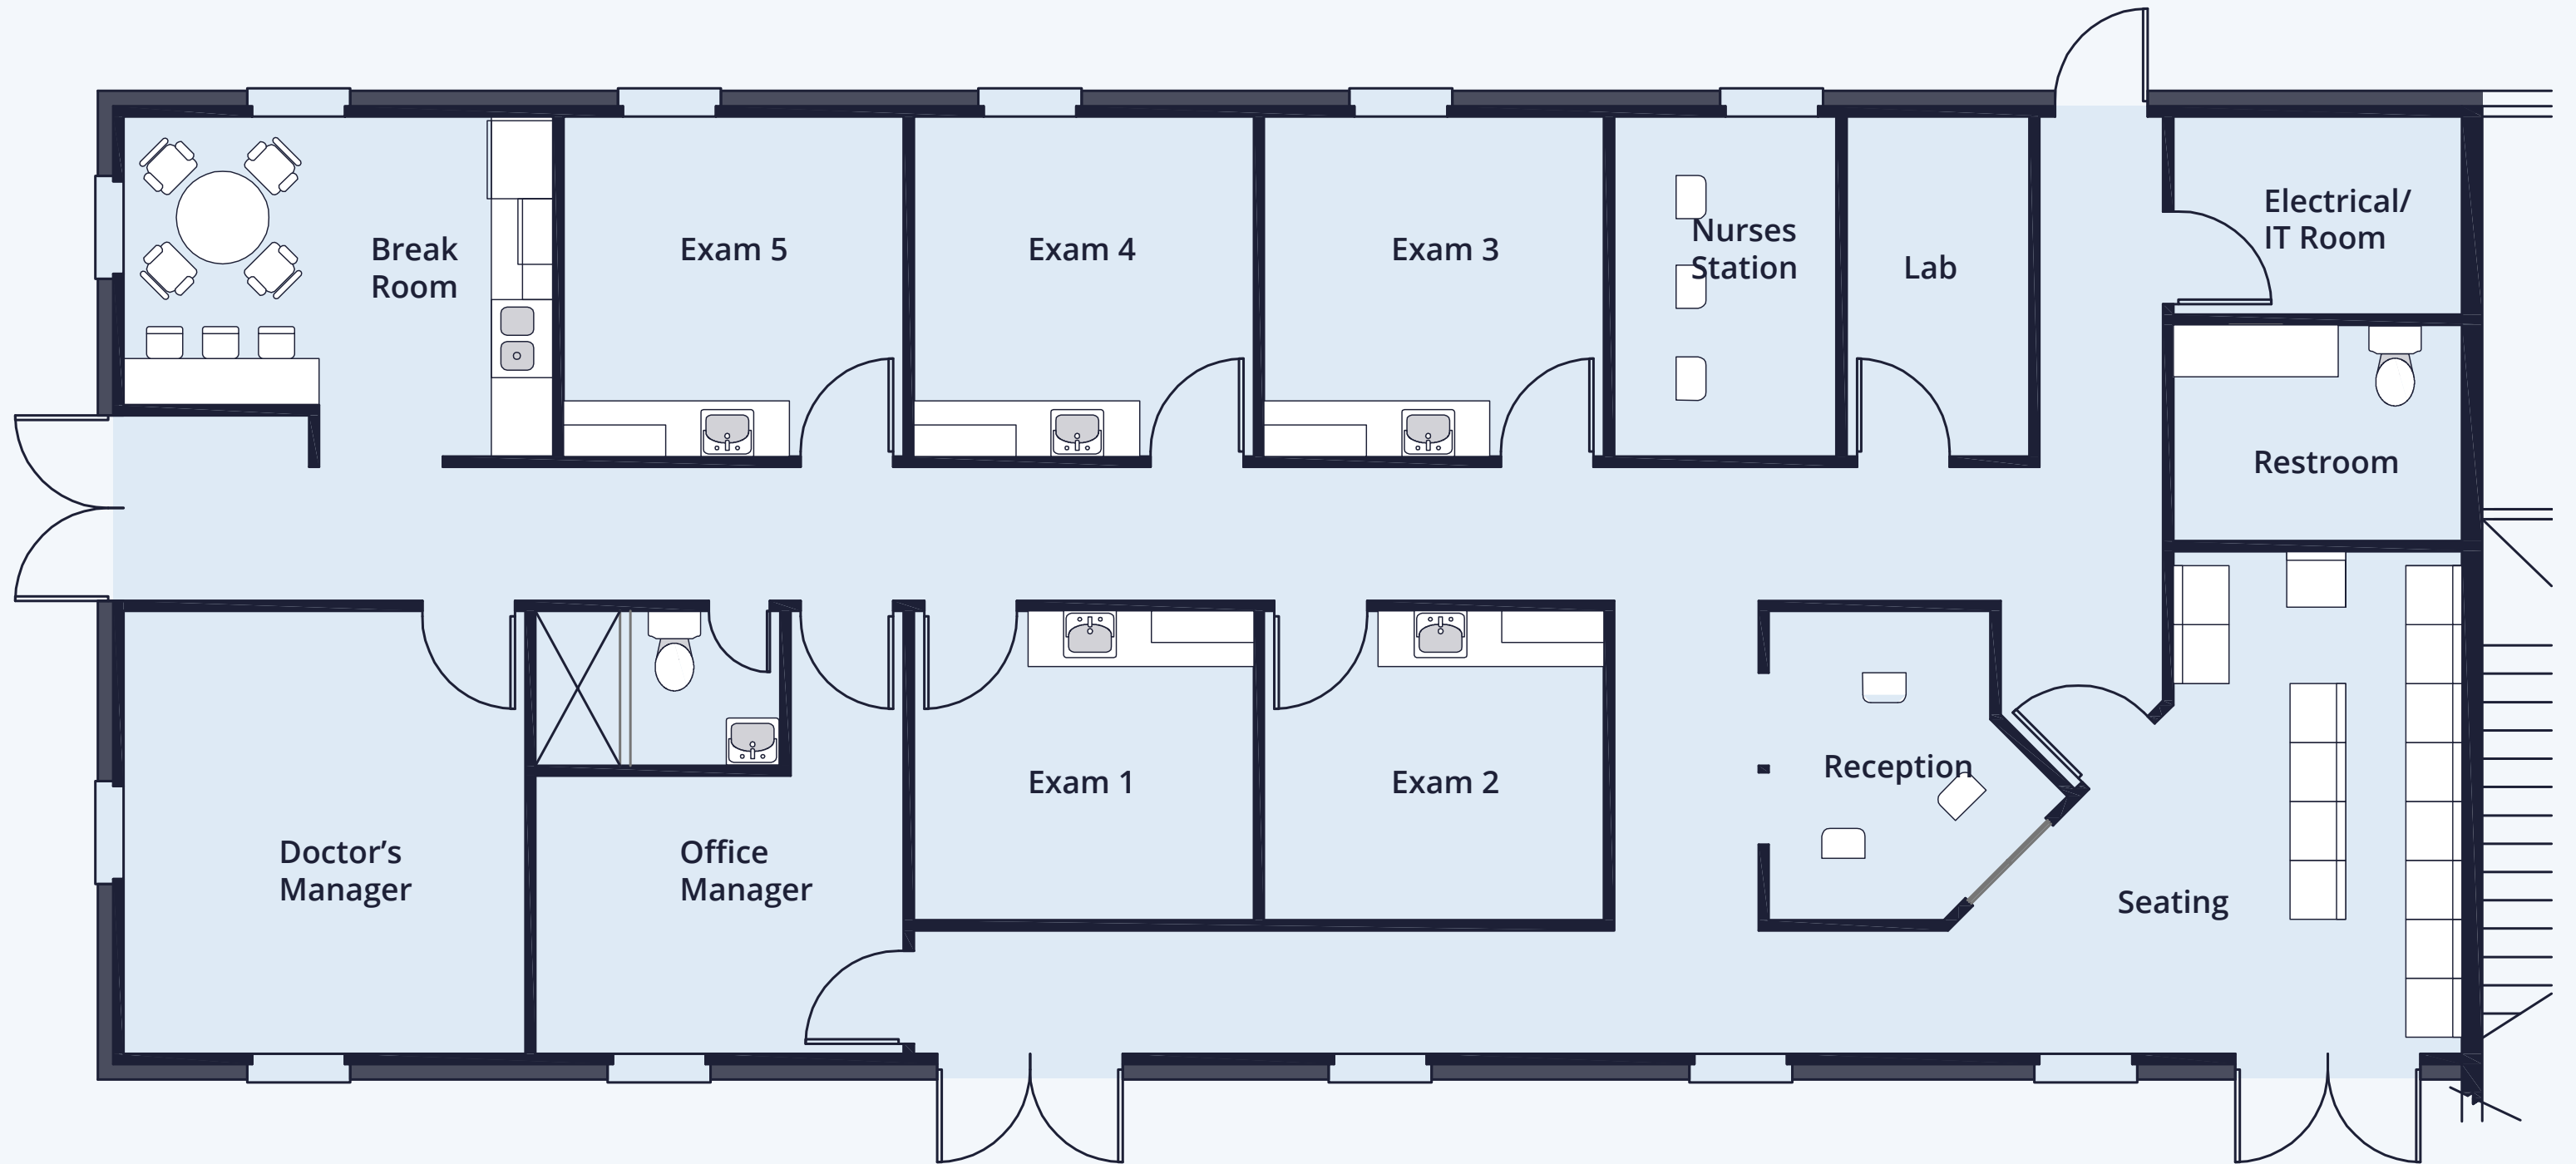 Break
Room
Exam 5
Exam 4
Exam 3
Nurses
Station
Lab
Electrical/
IT Room
Restroom
Doctor’s
Manager
Office
Manager
Exam 1
Exam 2
Reception
Seating